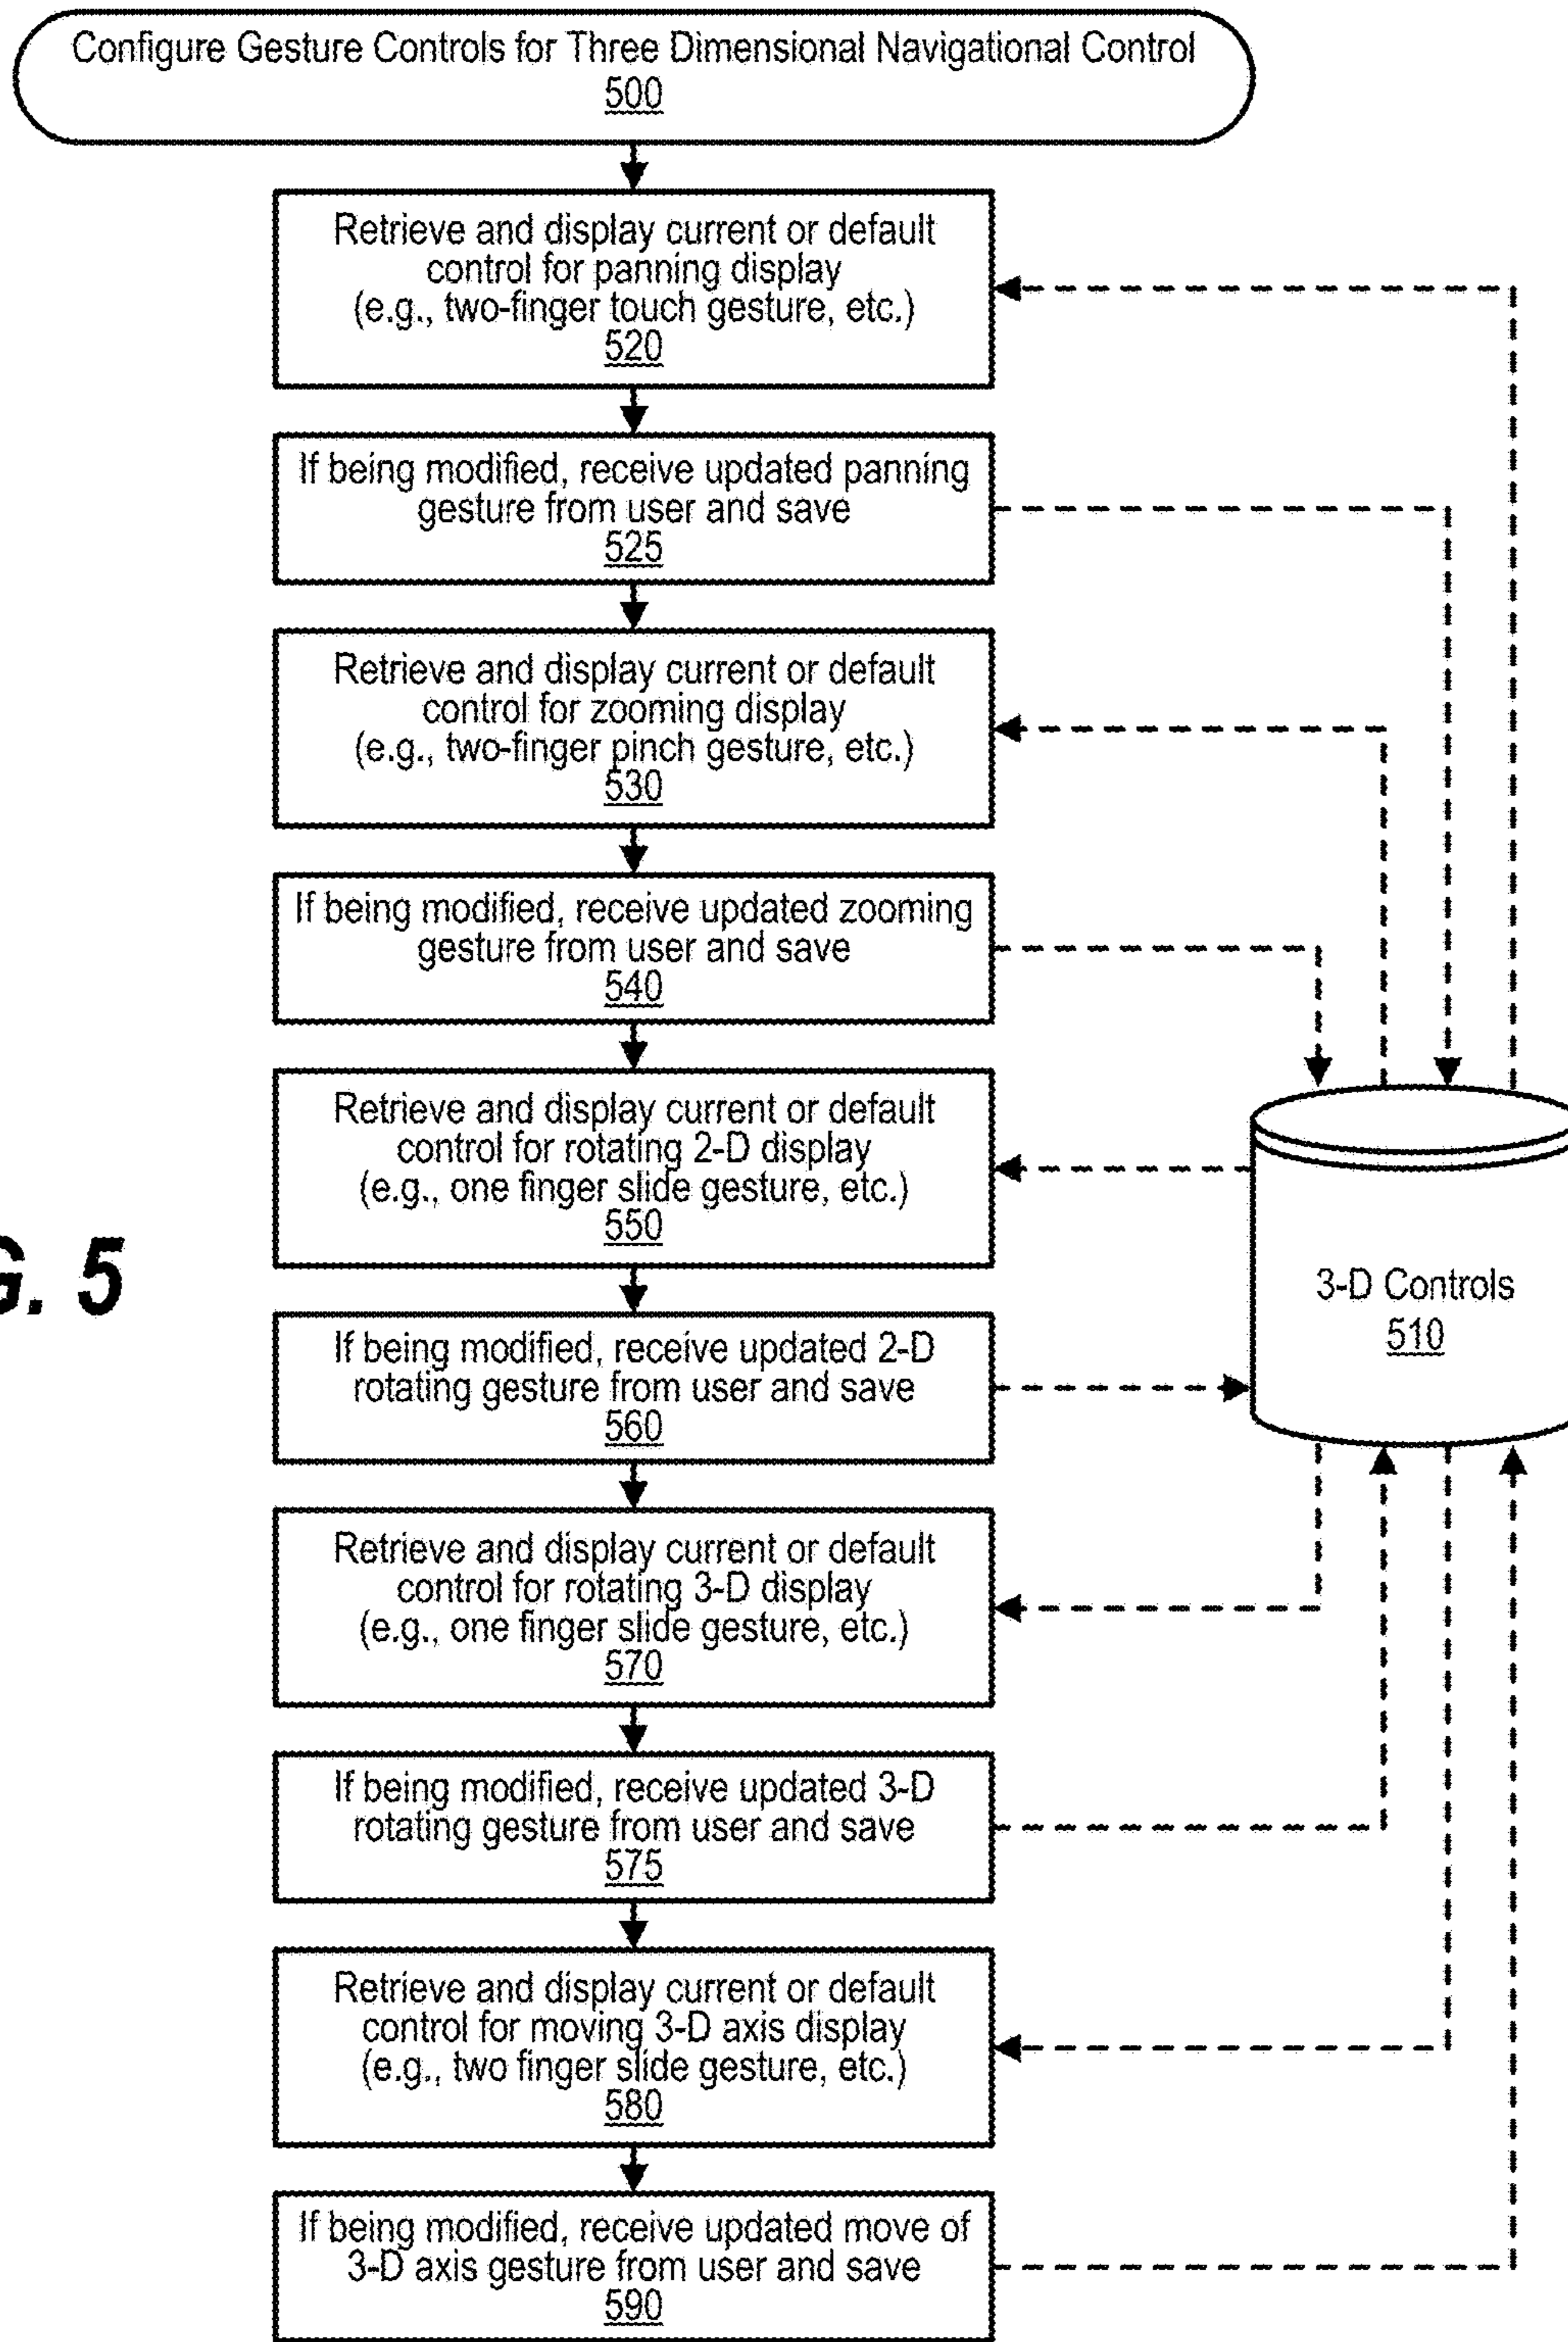 Configure Gesture Controls for Three Dimensional Navigational Control
500
Retrieve and display current or default
control for panning display
(e.g., two-finger touch gesture, etc.)
520
If being modified, receive updated panning
gesture from user and save
525
Retrieve and display current or default
control for zooming display
(e.g., two-finger pinch gesture, etc.)
530
If being modified, receive updated zooming
gesture from user and save
540
Retrieve and display current or default
control for rotating 2-D display
(e.g., one finger slide gesture, etc.)
550
G. 5
3-D Controls
510
If being modified, receive updated 2-D
rotating gesture from user and save
560
Retrieve and display current or default
control for rotating 3-D display
(e.g., one finger slide gesture, etc.)
570
If being modified, receive updated 3-D
rotating gesture from user and save
575
Retrieve and display current or default
control for moving 3-D axis display
(e.g., two finger slide gesture, etc.)
580
If being modified, receive updated move of
3-D axis gesture from user and save
590